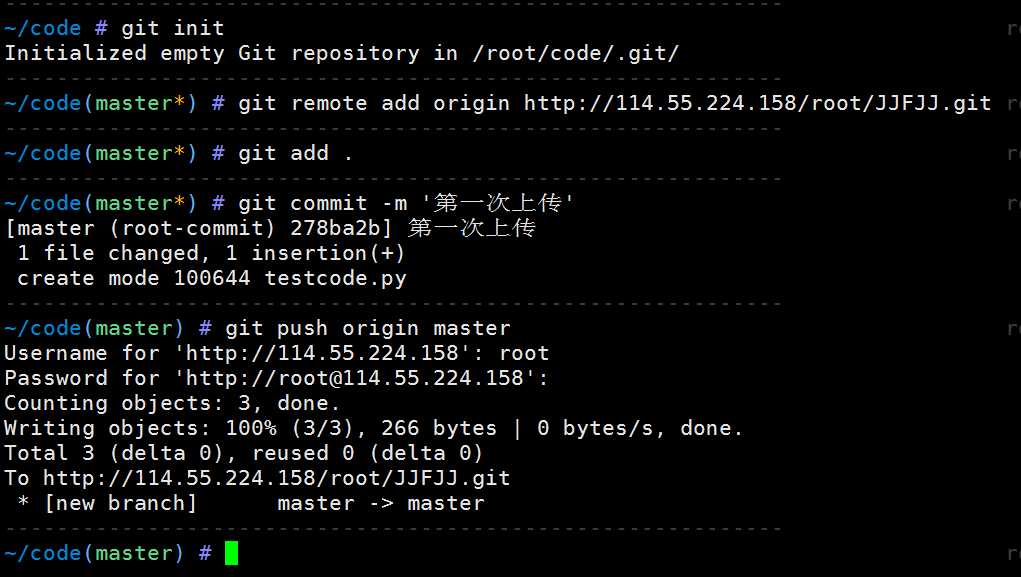 ~/code # git init
Initialized empty Git repository in /root/code/.git/
~/code(master*) # git remote add origin http://114.55.224.158/root/JJFJJ.git
~/code(master*) # git add .
~/code(master*) # git commit -m '第一次上传'
[master (root-commit) 278ba2b] 第一次上传
 1 file changed, 1 insertion(+)
 create mode 100644 testcode.py
~/code(master) # git push origin master
Username for 'http://114.55.224.158': root
Password for 'http://root@114.55.224.158':
Counting objects: 3, done.
Writing objects: 100% (3/3), 266 bytes | 0 bytes/s, done.
Total 3 (delta 0), reused 0 (delta 0)
To http://114.55.224.158/root/JJFJJ.git
 * [new branch]      master -> master
~/code(master) #